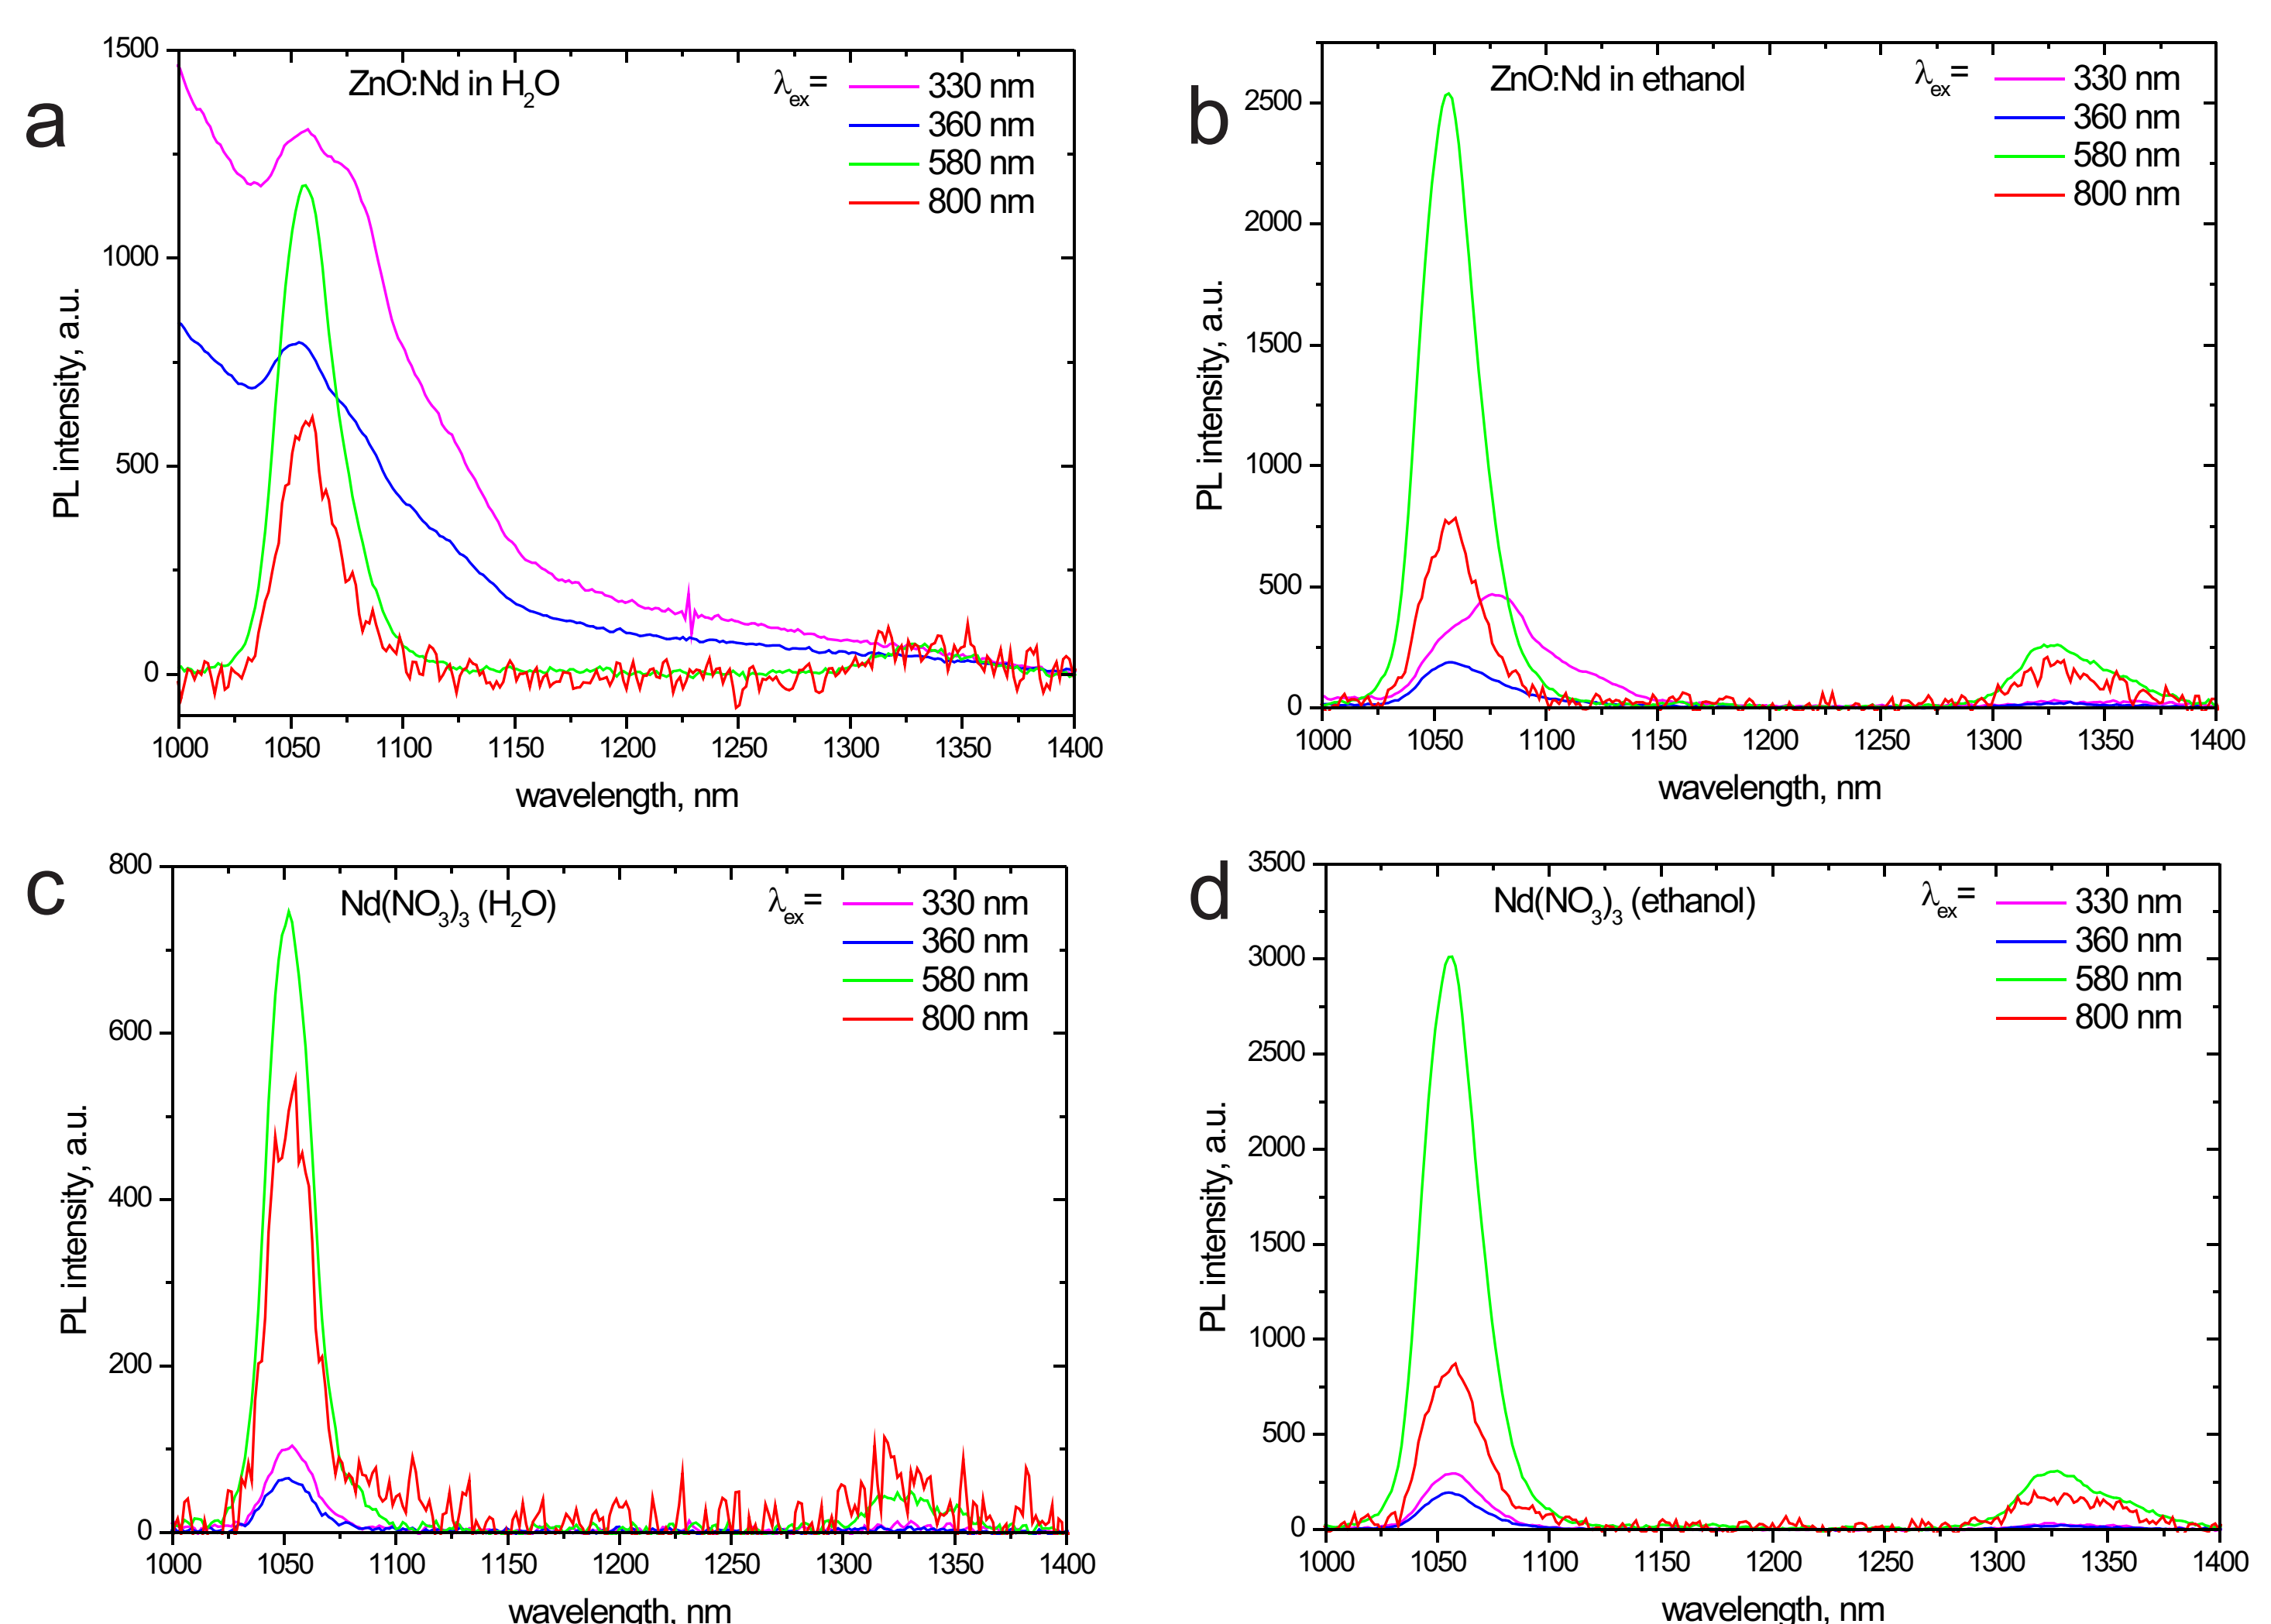 a
ZnO:Nd in H2O
λex=
330 nm
360 nm
580 nm
800 nm
1500
1000
500
0
PL intensity, a.u.
1000 1050 1100 1150 1200 1250 1300 1350 1400
wavelength, nm
b
ZnO:Nd in ethanol
λex=
330 nm
360 nm
580 nm
800 nm
2500
2000
1500
1000
500
0
PL intensity, a.u.
1000 1050 1100 1150 1200 1250 1300 1350 1400
wavelength, nm
c
Nd(NO3)3 (H2O)
λex=
330 nm
360 nm
580 nm
800 nm
800
600
400
200
0
PL intensity, a.u.
1000 1050 1100 1150 1200 1250 1300 1350 1400
wavelength, nm
d
Nd(NO3)3 (ethanol)
λex=
330 nm
360 nm
580 nm
800 nm
3500
3000
2500
2000
1500
1000
500
0
PL intensity, a.u.
1000 1050 1100 1150 1200 1250 1300 1350 1400
wavelength, nm